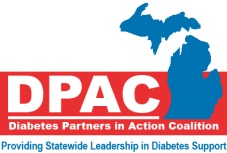 DPAC
Diabetes Partners in Action Coalition
Providing Statewide Leadership in Diabetes Support